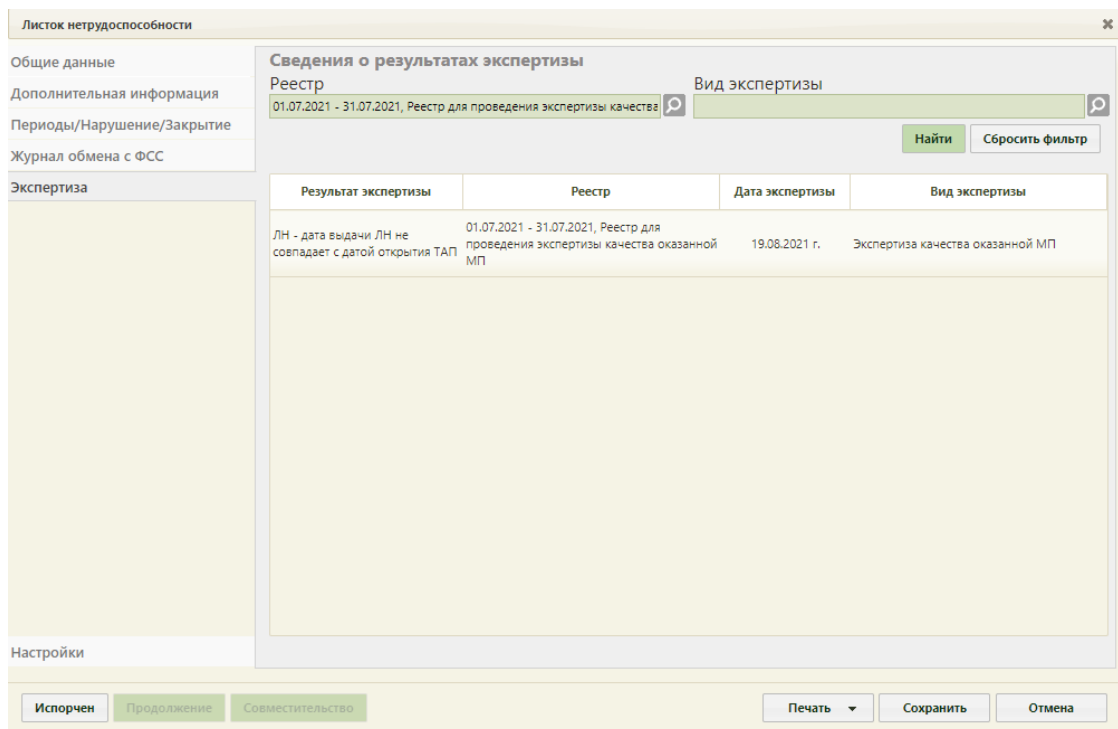 Листок нетрудоспособности
Общие данные
Дополнительная информация
Периоды/Нарушение/Закрытие
Журнал обмена с ФСС
Экспертиза
Настройки
Сведения о результатах экспертизы
Реестр
Вид экспертизы
01.07.2021 - 31.07.2021, Реестр для проведения экспертизы качества
Найти
Сбросить фильтр
Результат экспертизы
Реестр
Дата экспертизы
Вид экспертизы
ЛН - дата выдачи ЛН не
совпадает с датой открытия ТАП
01.07.2021 - 31.07.2021, Реестр для
проведения экспертизы качества оказанной
МП
19.08.2021 г.
Экспертиза качества оказанной МП
Испорчен
Продолжение
Совместительство
Печать
Сохранить
Отмена